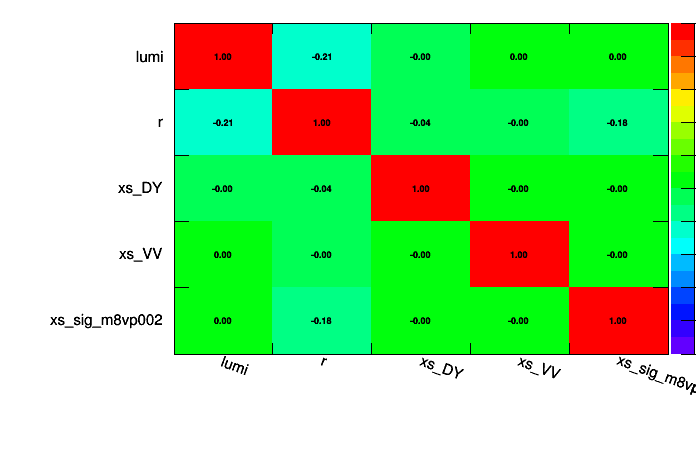 lumi 1.00 -0.21 -0.00 0.00 0.00
r -0.21 1.00 -0.04 -0.00 -0.18
xs_DY -0.00 -0.04 1.00 -0.00 -0.00
xs_VV 0.00 -0.00 -0.00 1.00 -0.00
xs_sig_m8vp002 0.00 -0.18 -0.00 -0.00 1.00
lumi r xs_DY xs_VV xs_sig_m8vp